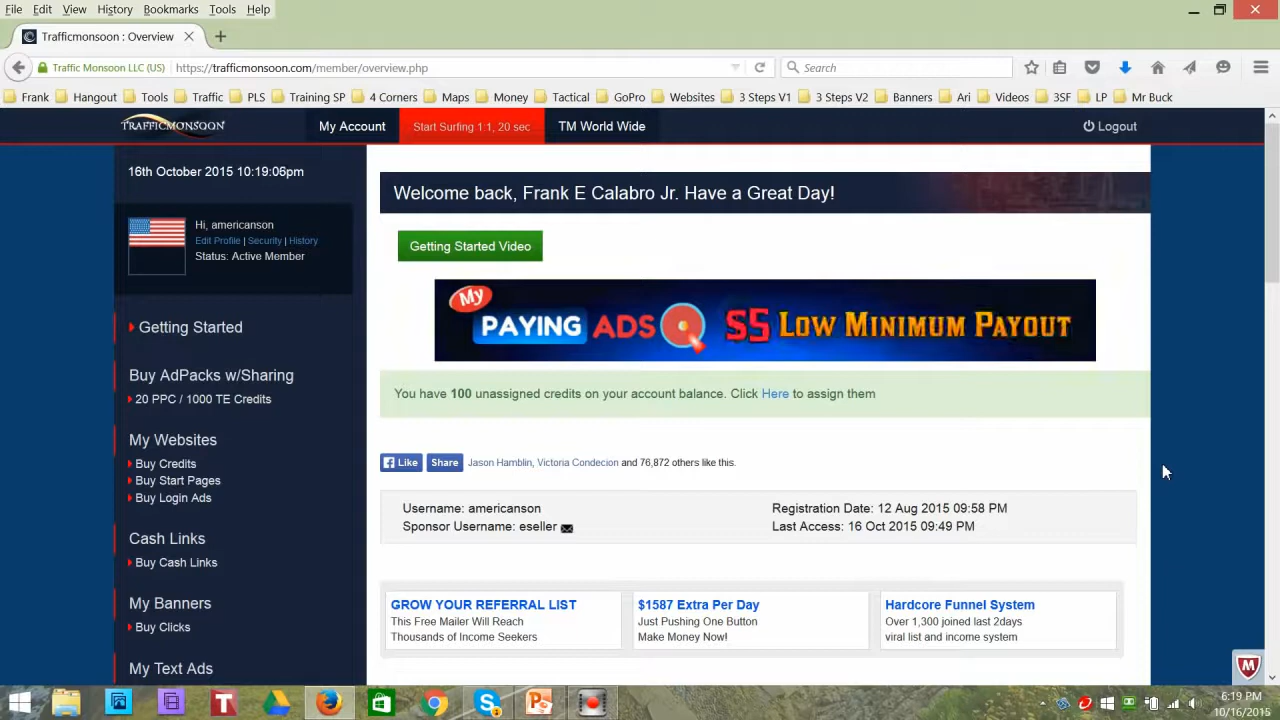 File Edit View History Bookmarks Tools Help
Trafficmonsoon : Overview
Traffic Monsoon LLC (US) https://trafficmonsoon.com/member/overview.php Search
Frank Hangout Tools Traffic PLS Training SP 4 Corners Maps Money Tactical GoPro Websites 3 Steps V1 3 Steps V2 Banners Ari Videos 3SF LP Mr Buck
TRAFFICMONSOON My Account Start Surfing 1:1, 20 sec TM World Wide Logout
16th October 2015 10:19:06pm
Hi, americanson
Edit Profile | Security | History
Status: Active Member
Getting Started
Buy AdPacks w/Sharing
20 PPC / 1000 TE Credits
My Websites
Buy Credits
Buy Start Pages
Buy Login Ads
Cash Links
Buy Cash Links
My Banners
Buy Clicks
My Text Ads
Welcome back, Frank E Calabro Jr. Have a Great Day!
Getting Started Video
My
PAYING ADS $5 LOW MINIMUM PAYOUT
You have 100 unassigned credits on your account balance. Click Here to assign them
Like Share Jason Hamblin, Victoria Condecion and 76,872 others like this.
Username: americanson
Sponsor Username: eseller
Registration Date: 12 Aug 2015 09:58 PM
Last Access: 16 Oct 2015 09:49 PM
GROW YOUR REFERRAL LIST
This Free Mailer Will Reach
Thousands of Income Seekers
$1587 Extra Per Day
Just Pushing One Button
Make Money Now!
Hardcore Funnel System
Over 1,300 joined last 2days
viral list and income system
6:19 PM
10/16/2015